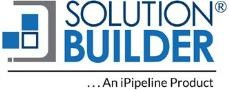 SOLUTION®
BUILDER
...An iPipeline Product